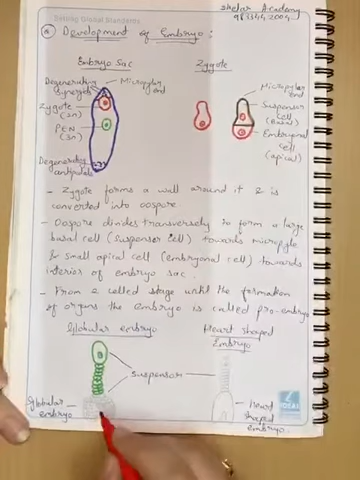 Setting Global Standards
Shekar Academy
Development of Embryo:
Embryo Sac
Zygote
Degenerating synergids
Micropylar end
Zygote (2n)
PEN (3n)
Degenerating antipodals
Micropylar end
Suspensor cell (Basal)
Embryonal cell (apical)
- Zygote forms a wall around it & is
converted into oospore.
- Oospore divides transversely to form a large
basal cell (suspensor cell) towards micropyle
& small apical cell (embryonal cell) towards
interior of embryo sac.
- From 2 celled stage until the formation
of organs the embryo is called pro-embryo
Globular embryo
Heart shaped
Embryo
Suspensor
Globular
embryo
Heart
shaped
embryo.
IDEAL